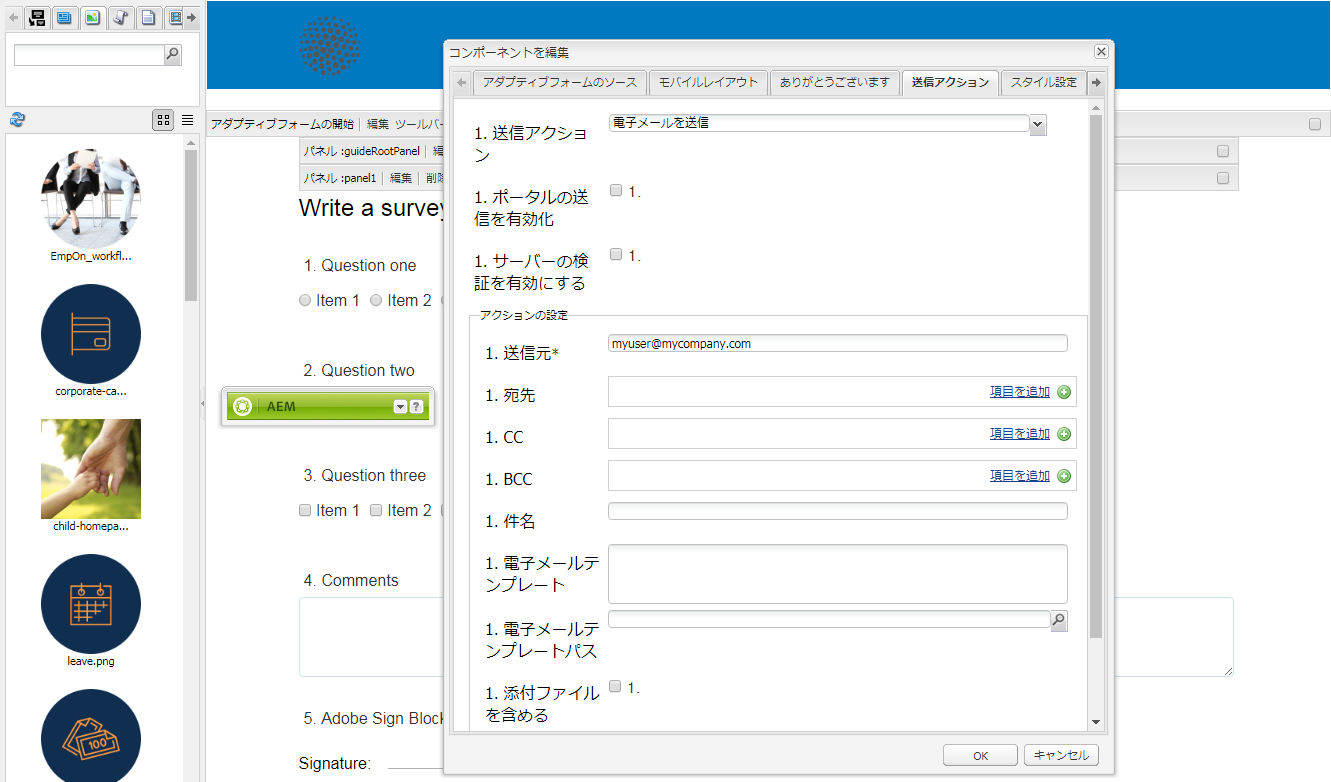 EmpOn_workfl...
corporate-ca...
child-homepa...
leave.png
100
アダプティブフォームの開始
編集
ツールバー
パネル :guideRootPanel
パネル :panel1
編集
削除
Write a survey
1. Question one
Item 1
Item 2
2. Question two
AEM
?
3. Question three
Item 1
Item 2
4. Comments
5. Adobe Sign Block
Signature:
コンポーネントを編集
アダプティブフォームのソース
モバイルレイアウト
ありがとうございます
送信アクション
スタイル設定
1. 送信アクショ
ン
電子メールを送信
1. ポータルの送
信を有効化
1.
1. サーバーの検
証を有効にする
1.
アクションの設定
1. 送信元*
myuser@mycompany.com
1. 宛先
項目を追加
1. CC
項目を追加
1. BCC
項目を追加
1. 件名
1. 電子メールテ
ンプレート
1. 電子メールテ
ンプレートパス
1. 添付ファイル
を含める
1.
OK
キャンセル